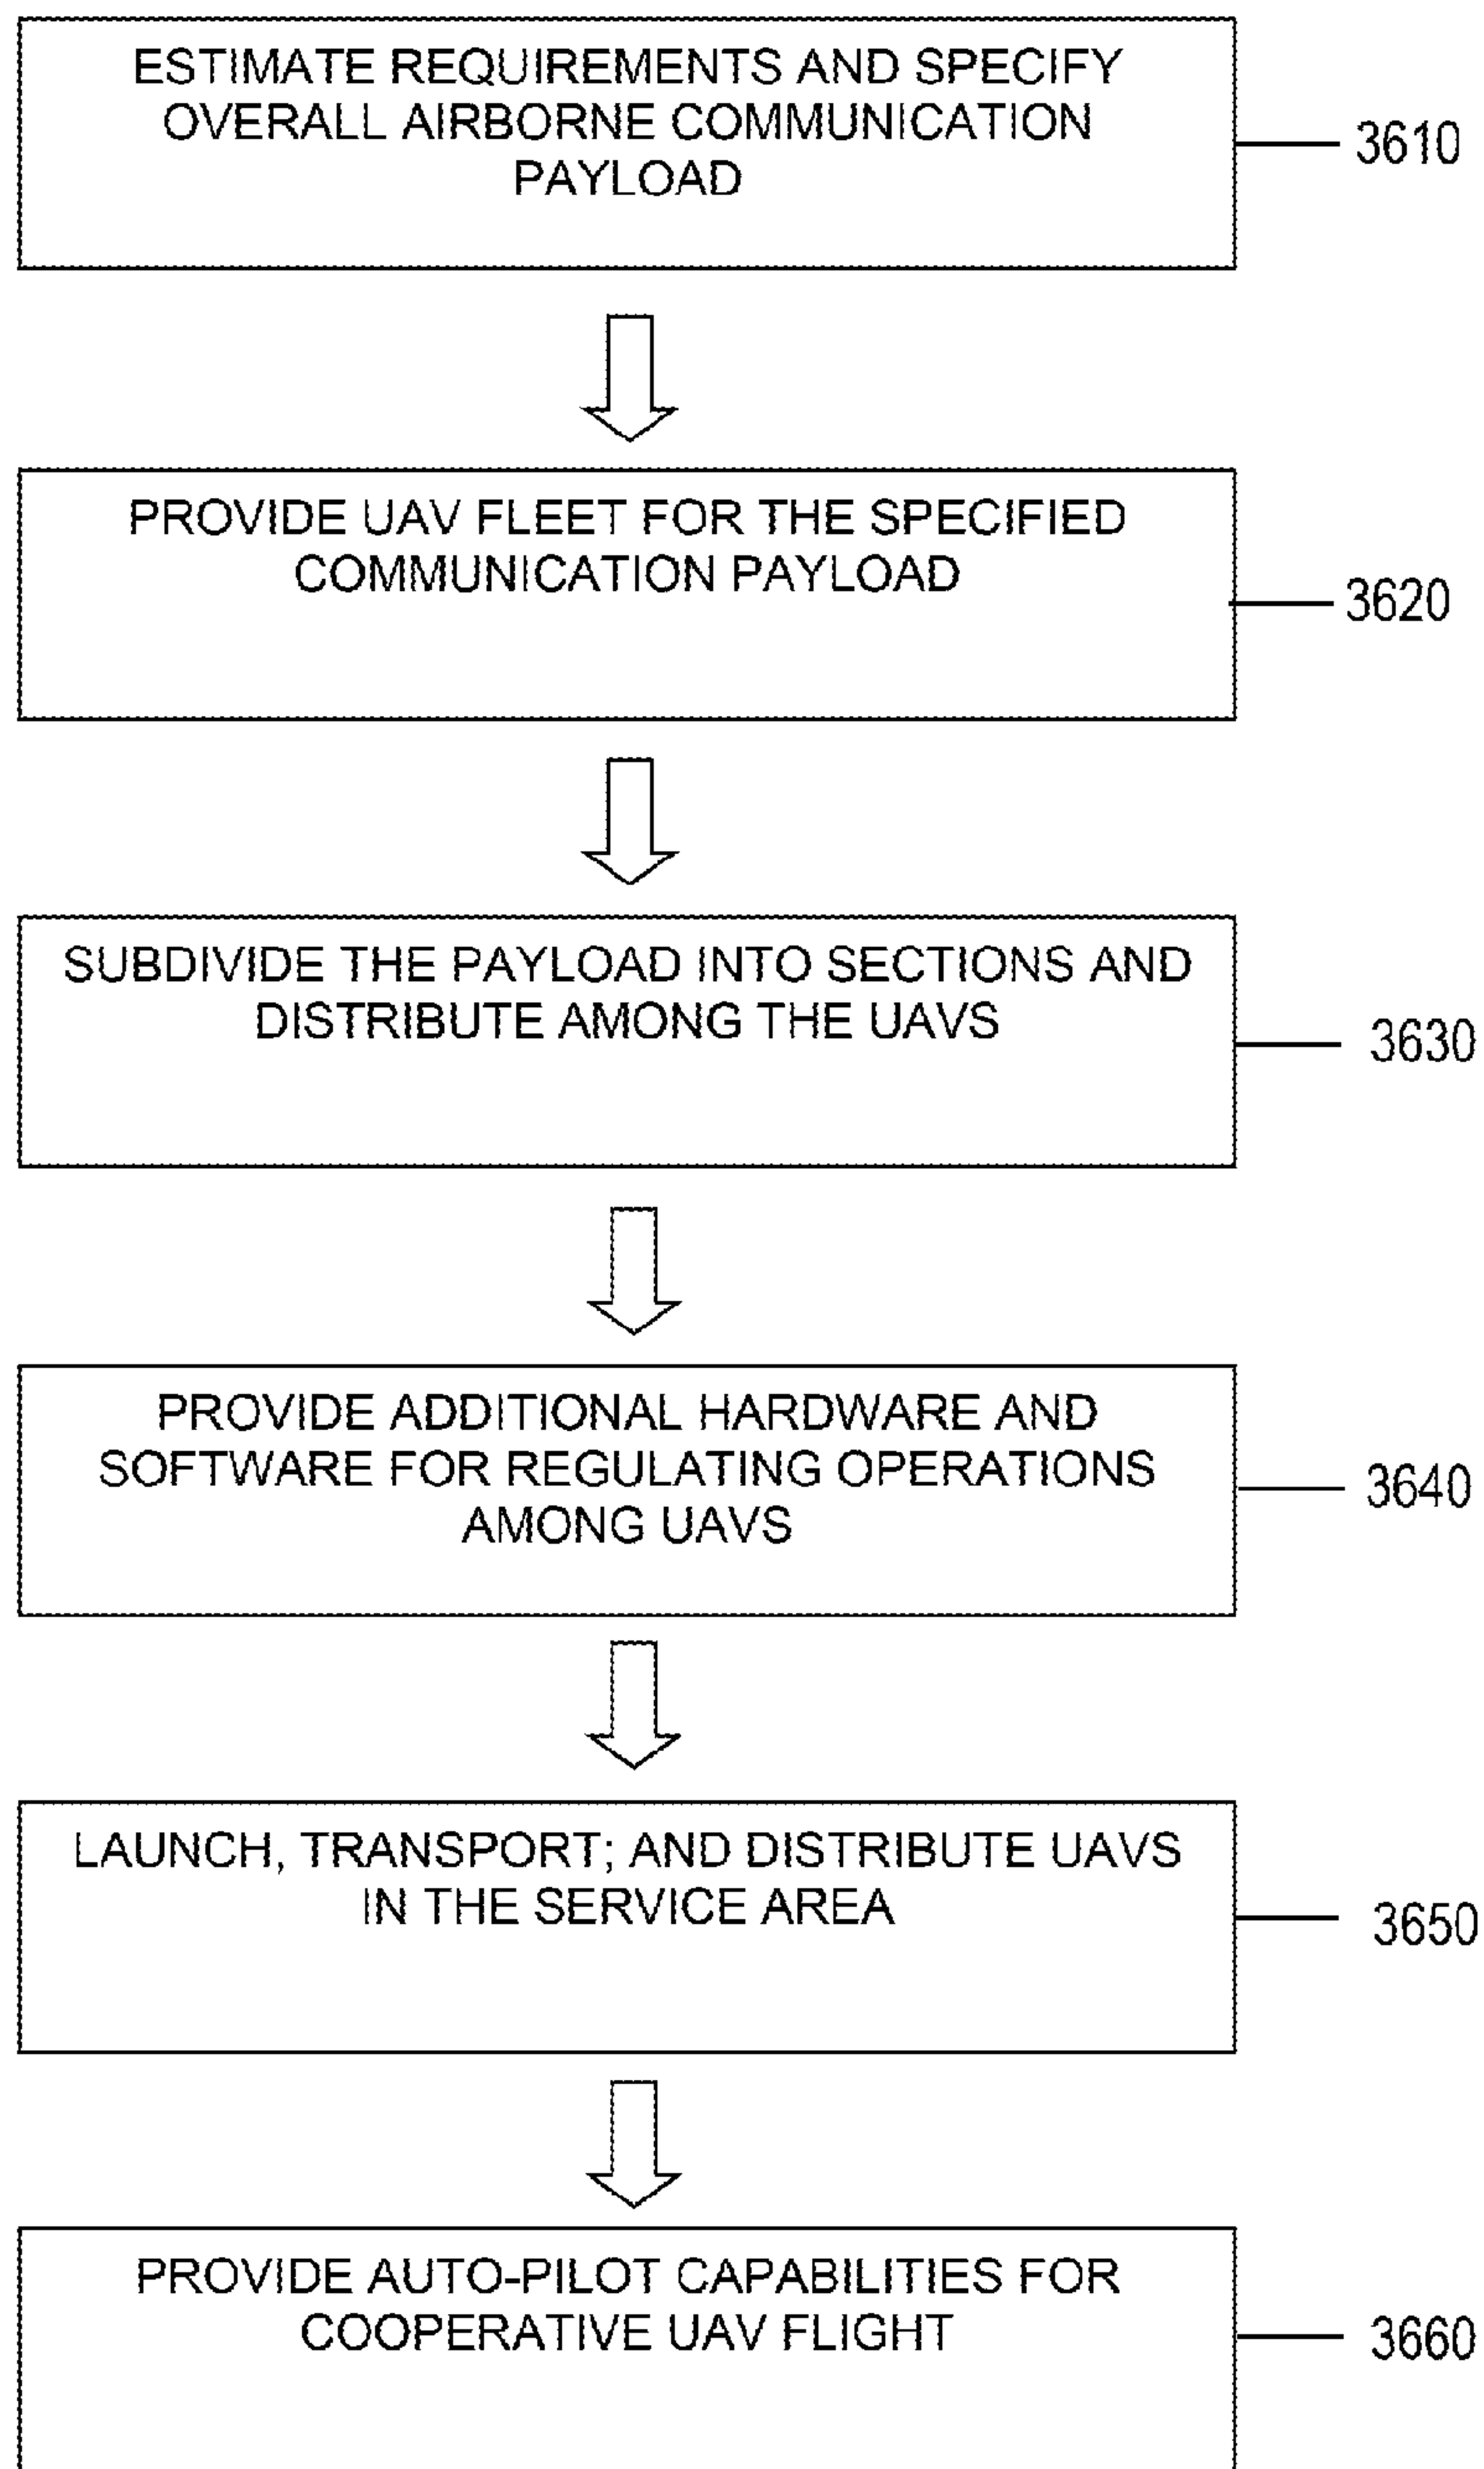 ESTIMATE REQUIREMENTS AND SPECIFY
OVERALL AIRBORNE COMMUNICATION
PAYLOAD
3610
PROVIDE UAV FLEET FOR THE SPECIFIED
COMMUNICATION PAYLOAD
3620
SUBDIVIDE THE PAYLOAD INTO SECTIONS AND
DISTRIBUTE AMONG THE UAVS
3630
PROVIDE ADDITIONAL HARDWARE AND
SOFTWARE FOR REGULATING OPERATIONS
AMONG UAVS
3640
LAUNCH, TRANSPORT; AND DISTRIBUTE UAVS
IN THE SERVICE AREA
3650
PROVIDE AUTO-PILOT CAPABILITIES FOR
COOPERATIVE UAV FLIGHT
3660